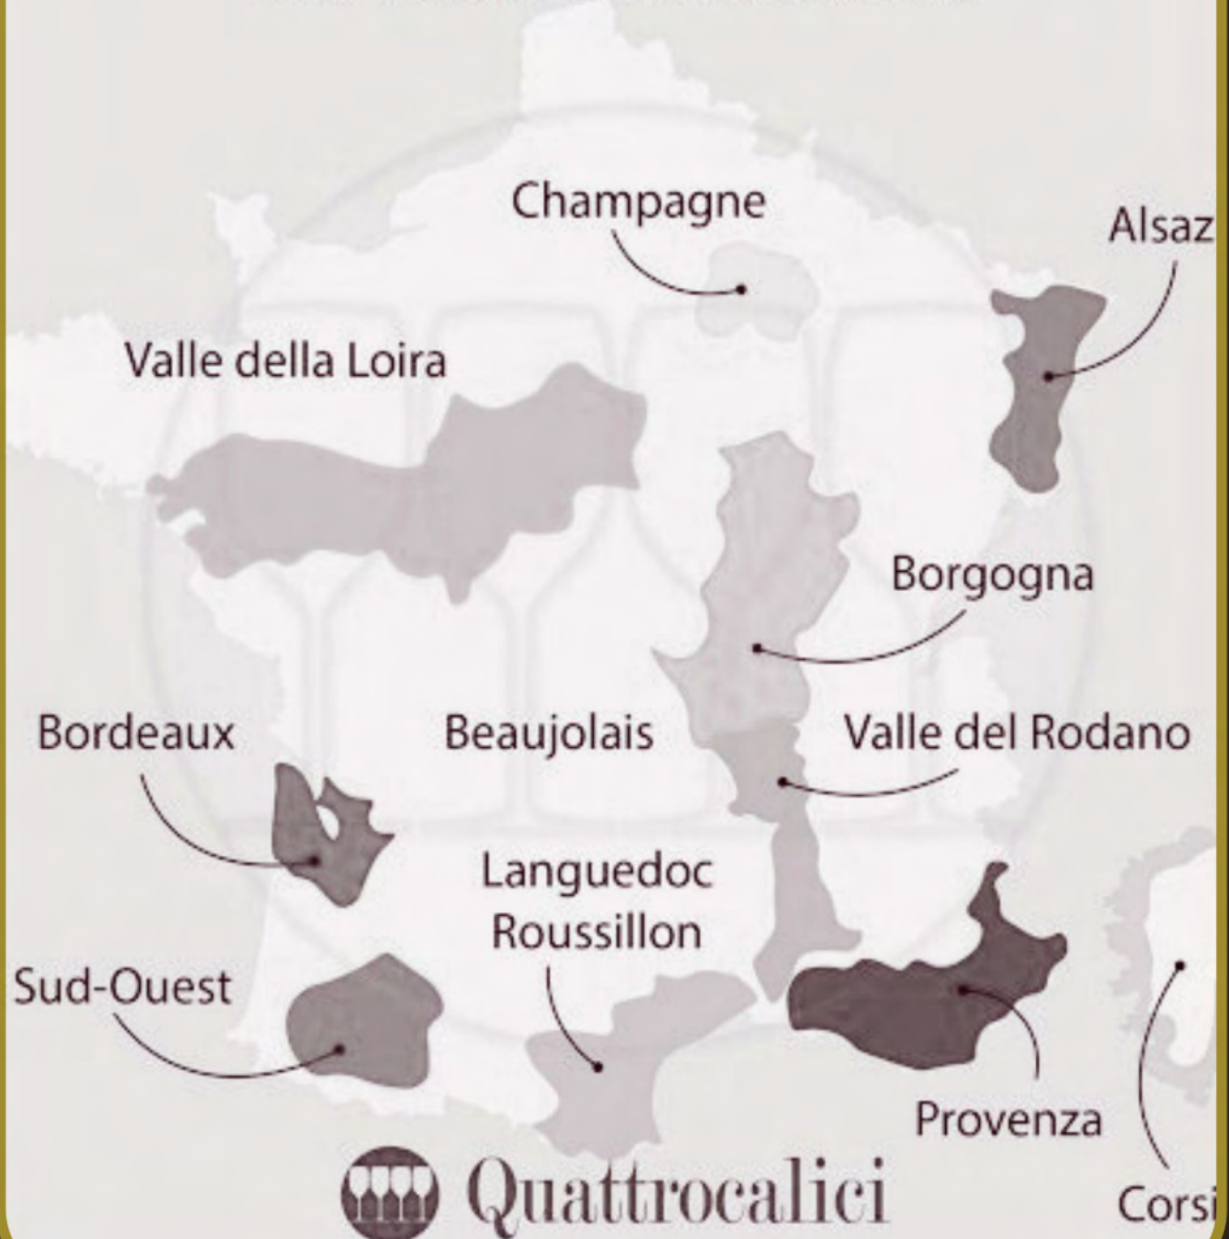 Champagne
Alsaz
Valle della Loira
Borgogna
Bordeaux
Beaujolais
Valle del Rodano
Languedoc
Roussillon
Sud-Ouest
Provenza
Quattrocalici
Corsi